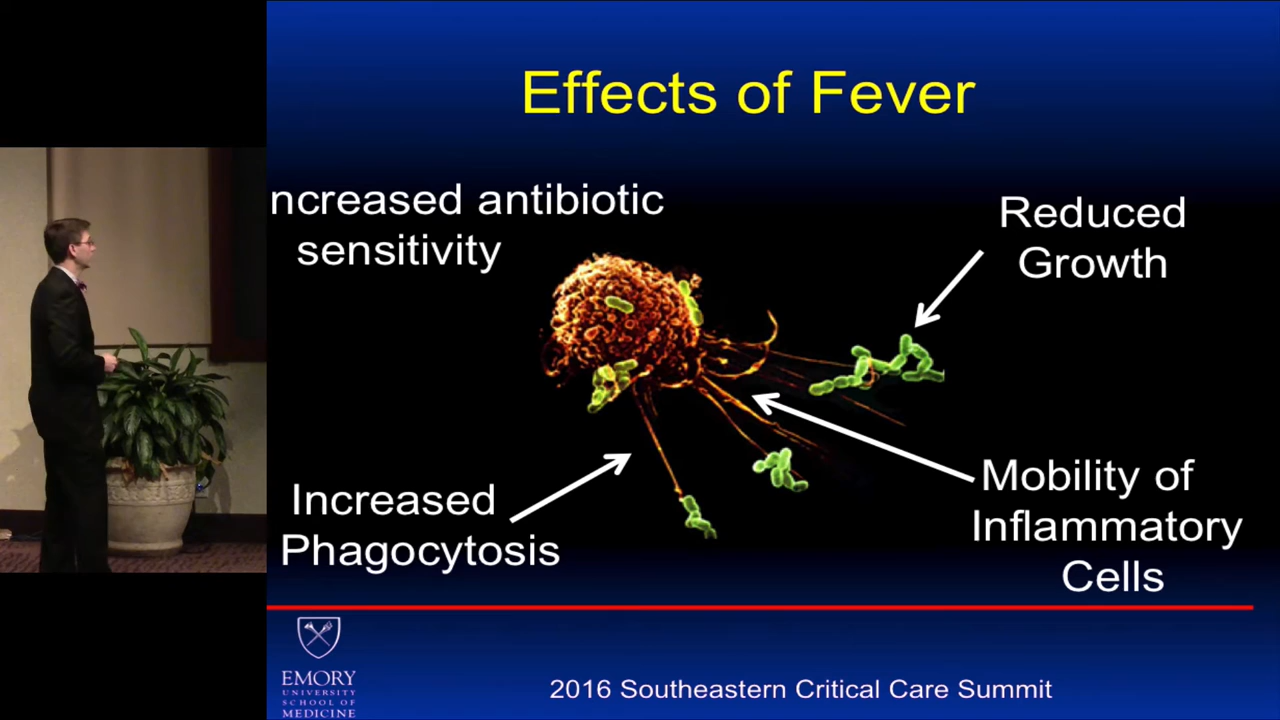 Effects of Fever
ncreased antibiotic
sensitivity
Reduced
Growth
Increased
Phagocytosis
Mobility of
Inflammatory
Cells
EMORY
UNIVERSITY
SCHOOL OF
MEDICINE
2016 Southeastern Critical Care Summit